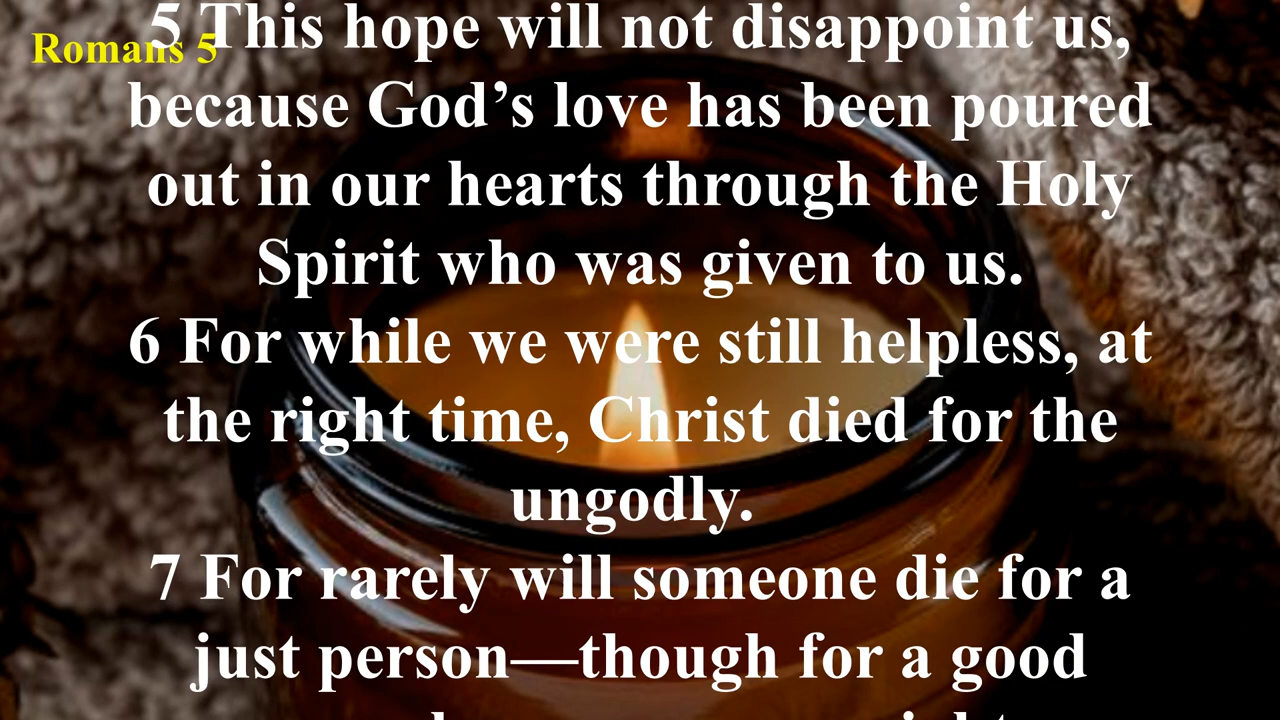 Romans 5
5 This hope will not disappoint us,
because God’s love has been poured
out in our hearts through the Holy
Spirit who was given to us.
6 For while we were still helpless, at
the right time, Christ died for the
ungodly.
7 For rarely will someone die for a
just person—though for a good